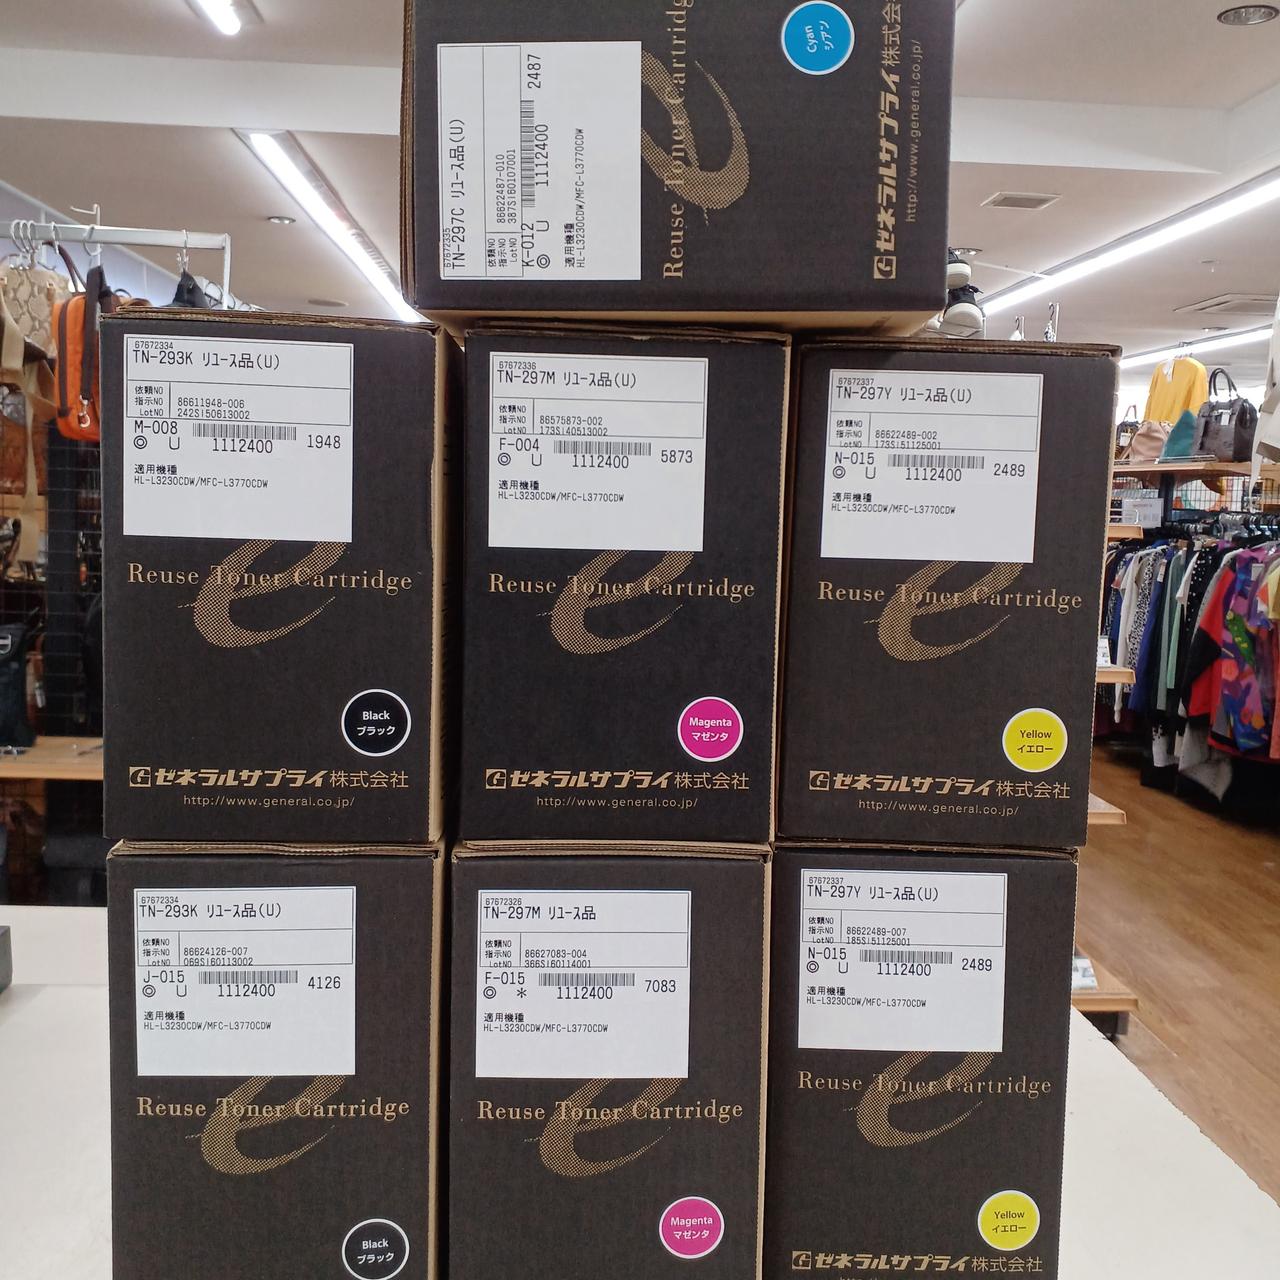 67672335
TN-297C リユース品(U)
依頼NO
指示NO 86622487-010
LotNO 387S160107001
K-012
◎ U 1112400 2487
適用機種
HL-L3230CDW/MFC-L3770CDW
Reuse Toner Cartridge
Cyan
シアン
ゼネラルサプライ株式会
http://www.general.co.jp/
67672334
TN-293K リユース品(U)
依頼NO
指示NO 86611948-006
LotNO 242S150613002
M-008
◎ U 1112400 1948
適用機種
HL-L3230CDW/MFC-L3770CDW
Reuse Toner Cartridge
Black
ブラック
ゼネラルサプライ株式会社
http://www.general.co.jp/
67672336
TN-297M リユース品(U)
依頼NO
指示NO 86575873-002
LotNO 173S140513002
F-004
◎ U 1112400 5873
適用機種
HL-L3230CDW/MFC-L3770CDW
Reuse Toner Cartridge
Magenta
マゼンタ
ゼネラルサプライ株式会社
http://www.general.co.jp/
67672337
TN-297Y リユース品(U)
依頼NO
指示NO 86622489-002
LotNO 173S151125001
N-015
◎ U 1112400 2489
適用機種
HL-L3230CDW/MFC-L3770CDW
Reuse Toner Cartridge
Yellow
イエロー
ゼネラルサプライ株式会社
http://www.general.co.jp/
67672334
TN-293K リユース品(U)
依頼NO
指示NO 86624126-007
LotNO 069S160113002
J-015
◎ U 1112400 4126
適用機種
HL-L3230CDW/MFC-L3770CDW
Reuse Toner Cartridge
Black
ブラック
67672326
TN-297M リユース品
依頼NO
指示NO 86627083-004
LotNO 366S160114001
F-015
◎ * 1112400 7083
適用機種
HL-L3230CDW/MFC-L3770CDW
Reuse Toner Cartridge
Magenta
マゼンタ
67672337
TN-297Y リユース品(U)
依頼NO
指示NO 86622489-007
LotNO 185S151125001
N-015
◎ U 1112400 2489
適用機種
HL-L3230CDW/MFC-L3770CDW
Reuse Toner Cartridge
Yellow
イエロー
ゼネラルサプライ株式会社